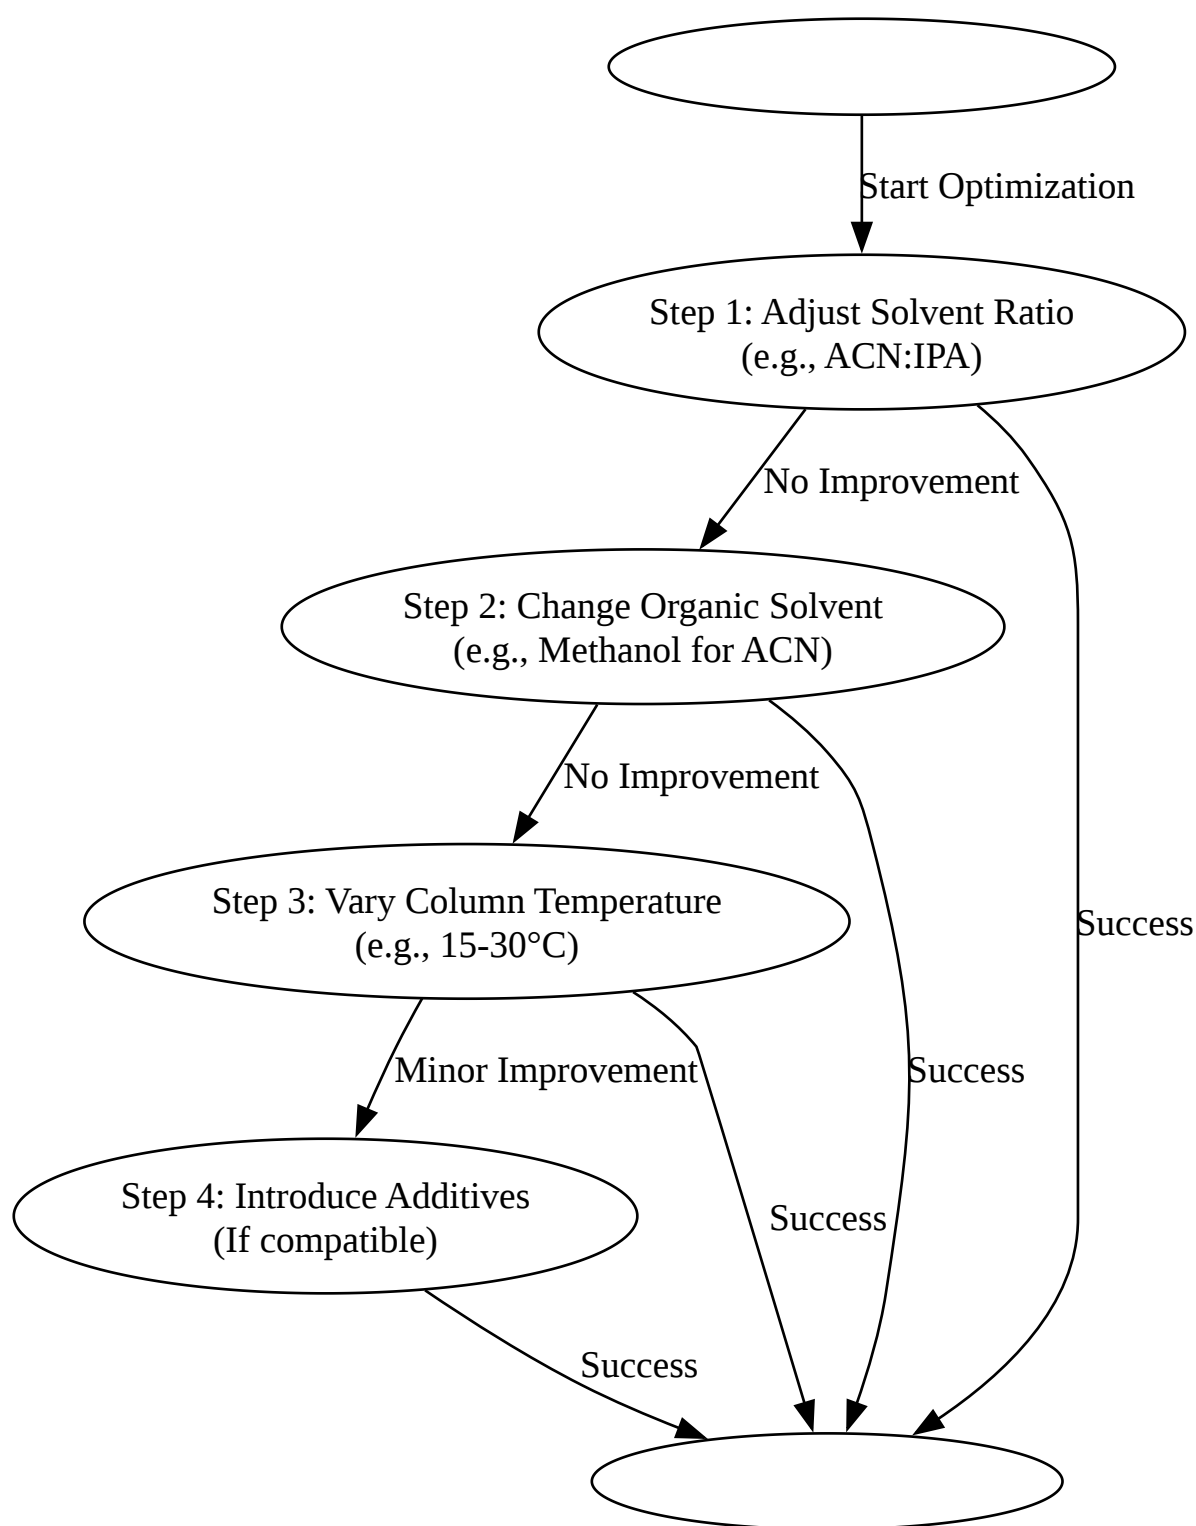 Start Optimization
Step 1: Adjust Solvent Ratio
(e.g., ACN:IPA)
No Improvement
Step 2: Change Organic Solvent
(e.g., Methanol for ACN)
No Improvement
Step 3: Vary Column Temperature
(e.g., 15-30°C)
Success
Minor Improvement
Success
Step 4: Introduce Additives
(If compatible)
Success
Success